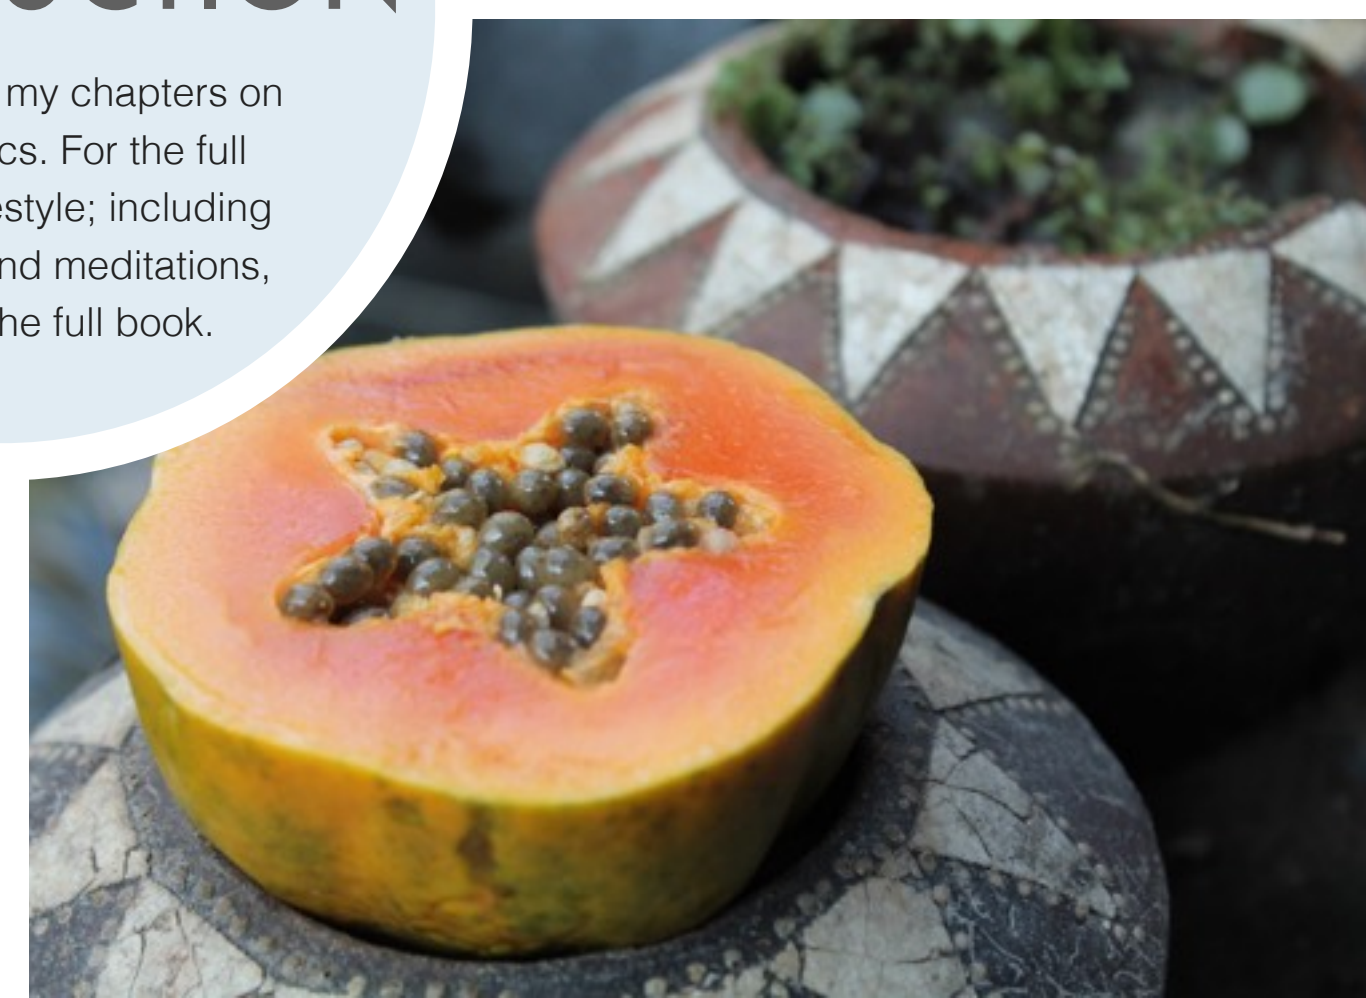 my chapters on
cs. For the full
estyle; including
nd meditations,
he full book.